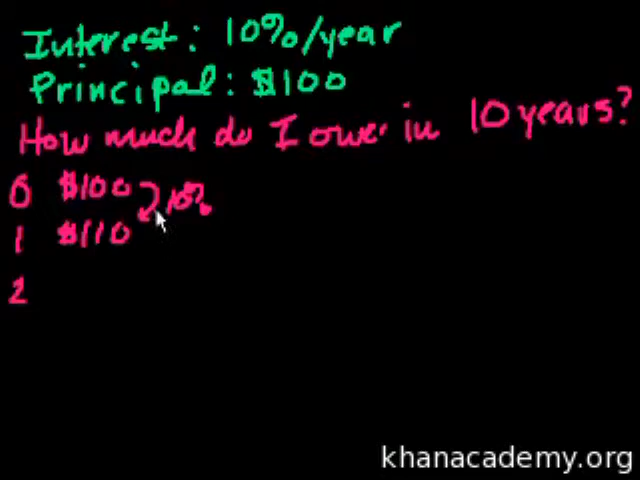 Interest: 10%/year
Principal: $100
How much do I owe in 10 years?
0 $100 10%
1 $110
2
khanacademy.org